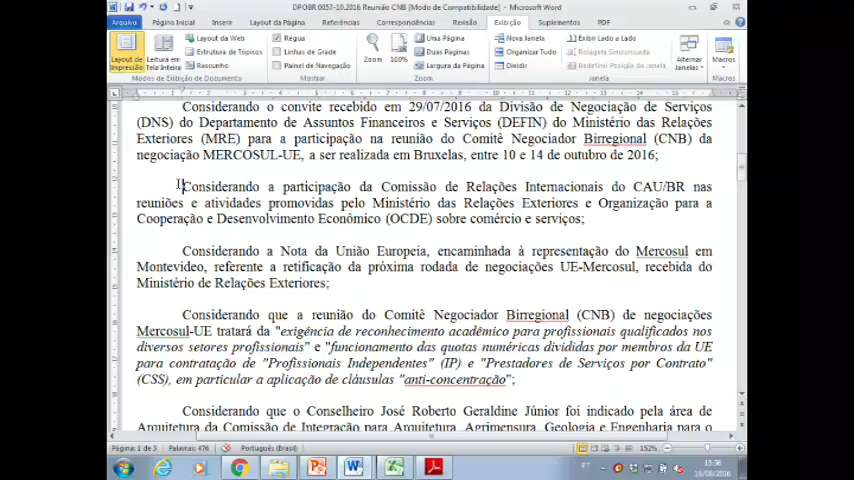 DPOBR.0057-10.2016 Reunião CNB [Modo de Compatibilidade] - Microsoft Word
Arquivo Página Inicial Inserir Layout da Página Referências Correspondências Revisão Exibição Suplementos PDF
Layout de Impressão
Leitura em Tela Inteira
Layout da Web
Estrutura de Tópicos
Rascunho
Modos de Exibição de Documento
Régua
Linhas de Grade
Painel de Navegação
Mostrar
Zoom
100%
Uma Página
Duas Páginas
Largura da Página
Zoom
Nova Janela
Organizar Tudo
Dividir
Exibir Lado a Lado
Rolagem Sincronizada
Redefinir Posição da Janela
Janela
Alternar Janelas
Macros
Macros
Considerando o convite recebido em 29/07/2016 da Divisão de Negociação de Serviços
(DNS) do Departamento de Assuntos Financeiros e Serviços (DEFIN) do Ministério das Relações
Exteriores (MRE) para a participação na reunião do Comitê Negociador Birregional (CNB) da
negociação MERCOSUL-UE, a ser realizada em Bruxelas, entre 10 e 14 de outubro de 2016;
Considerando a participação da Comissão de Relações Internacionais do CAU/BR nas
reuniões e atividades promovidas pelo Ministério das Relações Exteriores e Organização para a
Cooperação e Desenvolvimento Econômico (OCDE) sobre comércio e serviços;
Considerando a Nota da União Europeia, encaminhada à representação do Mercosul em
Montevideo, referente a retificação da próxima rodada de negociações UE-Mercosul, recebida do
Ministério de Relações Exteriores;
Considerando que a reunião do Comitê Negociador Birregional (CNB) de negociações
Mercosul-UE tratará da "exigência de reconhecimento acadêmico para profissionais qualificados nos
diversos setores profissionais" e "funcionamento das quotas numéricas divididas por membros da UE
para contratação de "Profissionais Independentes" (IP) e "Prestadores de Serviços por Contrato"
(CSS), em particular a aplicação de cláusulas "anti-concentração";
Considerando que o Conselheiro José Roberto Geraldine Júnior foi indicado pela área de
Arquitetura da Comissão de Integração para Arquitetura, Agrimensura, Geologia e Engenharia para o
Página: 1 de 3 Palavras: 476 Português (Brasil) 152%
PT 15:36
18/08/2016